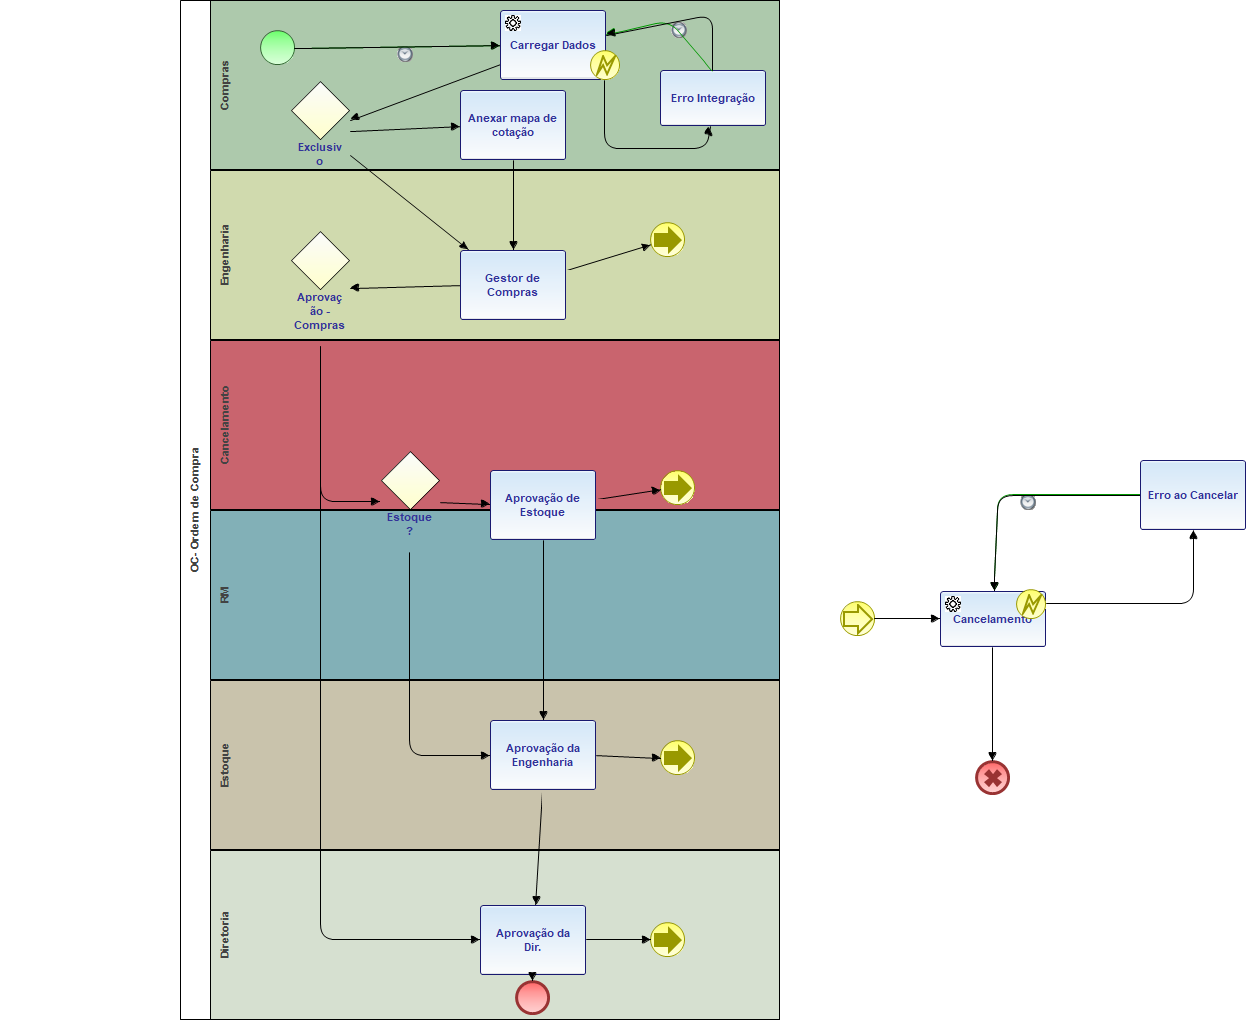 OC- Ordem de Compra
Compras
Carregar Dados
Erro Integração
Anexar mapa de
cotação
Exclusiv
o
Engenharia
Gestor de
Compras
Aprovaç
ão -
Compras
Cancelamento
Aprovação de
Estoque
Estoque
?
RM
Estoque
Aprovação da
Engenharia
Diretoria
Aprovação da
Dir.
Erro ao Cancelar
Cancelamento